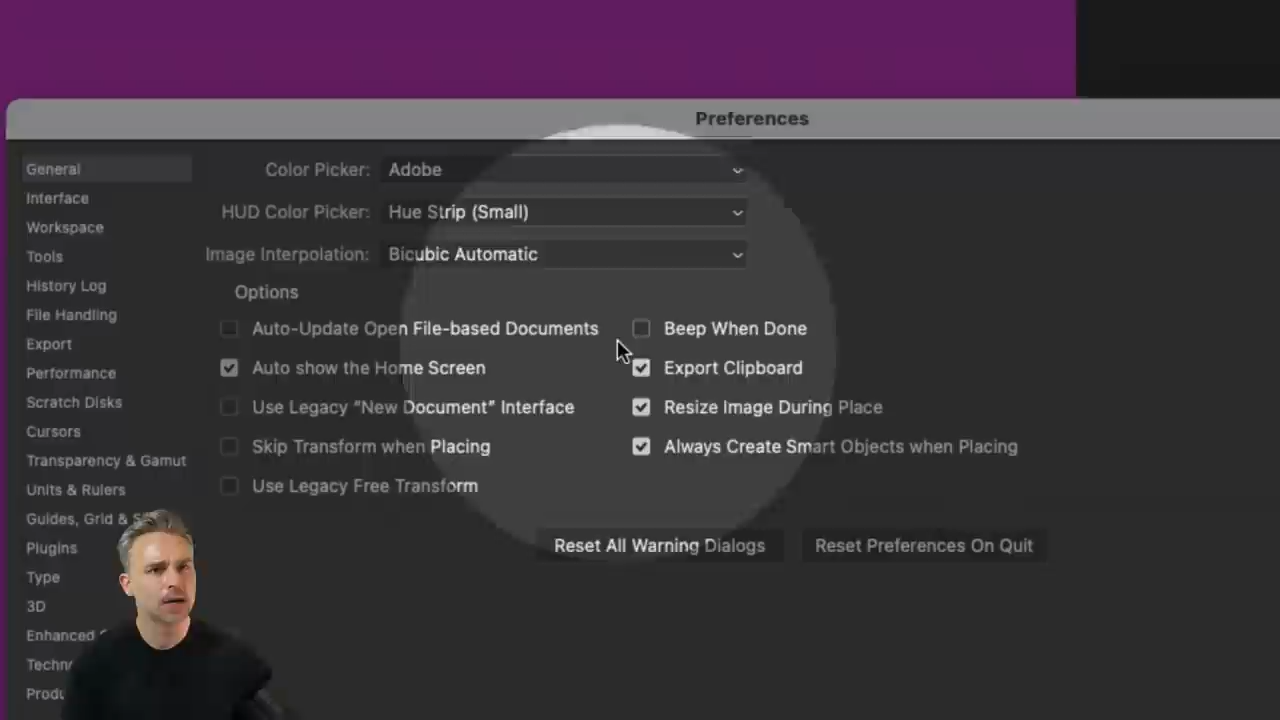 Preferences
General
Interface
Workspace
Tools
History Log
File Handling
Export
Performance
Scratch Disks
Cursors
Transparency & Gamut
Units & Rulers
Guides, Grid &
Plugins
Type
3D
Enhanced
Color Picker: Adobe
HUD Color Picker: Hue Strip (Small)
Image Interpolation: Bicubic Automatic
Options
Auto-Update Open File-based Documents
Auto show the Home Screen
Use Legacy “New Document” Interface
Skip Transform when Placing
Use Legacy Free Transform
Beep When Done
Export Clipboard
Resize Image During Place
Always Create Smart Objects when Placing
Reset All Warning Dialogs
Reset Preferences On Quit